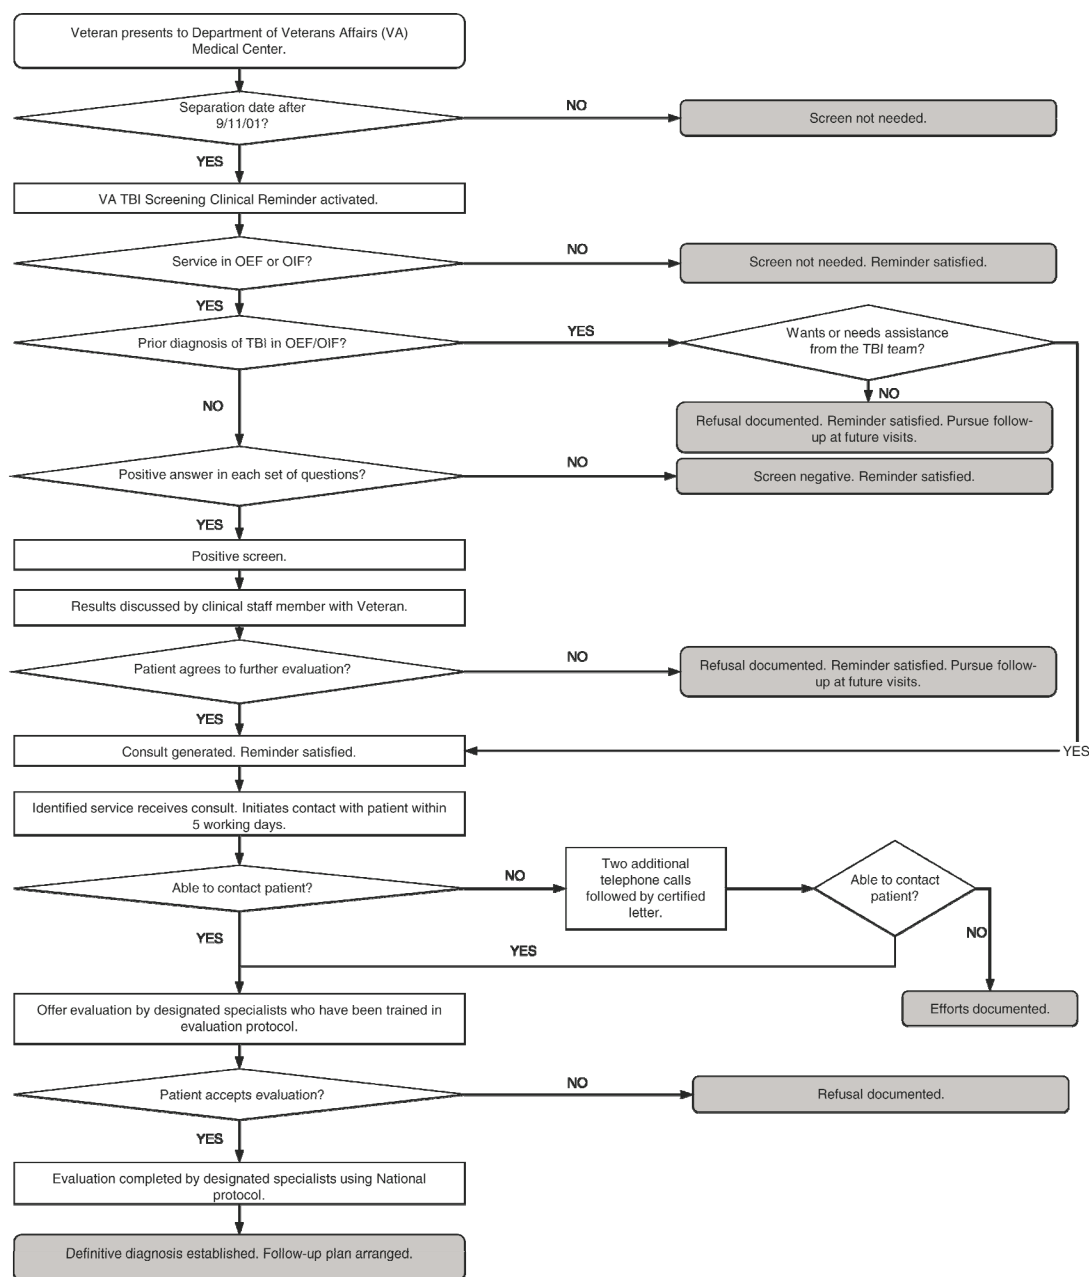 Veteran presents to Department of Veterans Affairs (VA)
Medical Center.
Separation date after
9/11/01?
NO
Screen not needed.
YES
VA TBI Screening Clinical Reminder activated.
Service in OEF or OIF?
NO
Screen not needed. Reminder satisfied.
YES
Prior diagnosis of TBI in OEF/OIF?
YES
Wants or needs assistance
from the TBI team?
NO
NO
Refusal documented. Reminder satisfied. Pursue follow-
up at future visits.
Positive answer in each set of questions?
NO
Screen negative. Reminder satisfied.
YES
Positive screen.
Results discussed by clinical staff member with Veteran.
Patient agrees to further evaluation?
NO
Refusal documented. Reminder satisfied. Pursue follow-
up at future visits.
YES
Consult generated. Reminder satisfied.
YES
Identified service receives consult. Initiates contact with patient within
5 working days.
Able to contact patient?
NO
Two additional
telephone calls
followed by certified
letter.
Able to contact
patient?
YES
YES
NO
Offer evaluation by designated specialists who have been trained in
evaluation protocol.
Efforts documented.
Patient accepts evaluation?
NO
Refusal documented.
YES
Evaluation completed by designated specialists using National
protocol.
Definitive diagnosis established. Follow-up plan arranged.